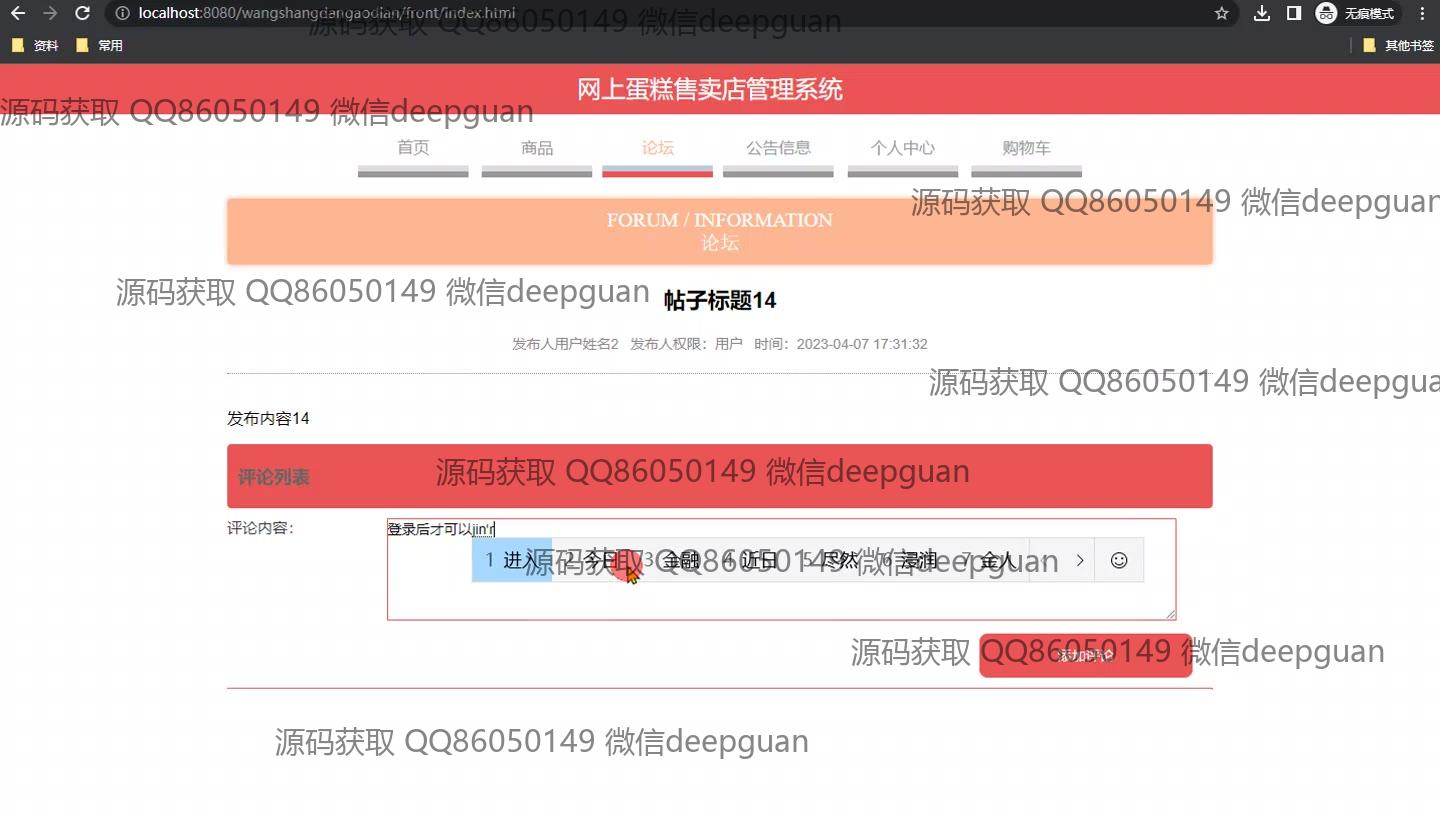 localhost:8080/wangshangdangaodian/front/index.html
无痕模式
资料 常用 其他书签
源码获取 QQ86050149 微信deepguan
网上蛋糕售卖店管理系统
源码获取 QQ86050149 微信deepguan
首页 商品 论坛 公告信息 个人中心 购物车
源码获取 QQ86050149 微信deepguan
FORUM / INFORMATION
论坛
源码获取 QQ86050149 微信deepguan
帖子标题14
发布人用户姓名2 发布人权限：用户 时间：2023-04-07 17:31:32
源码获取 QQ86050149 微信deepgua
发布内容14
评论列表
源码获取 QQ86050149 微信deepguan
评论内容：
登录后才可以jin'r
1 进入 2 今日 3 金融 4 近日 5 尽然 6 浸润 7 金人
源码获取 QQ86050149 微信deepguan
添加评论
源码获取 QQ86050149 微信deepguan
源码获取 QQ86050149 微信deepguan